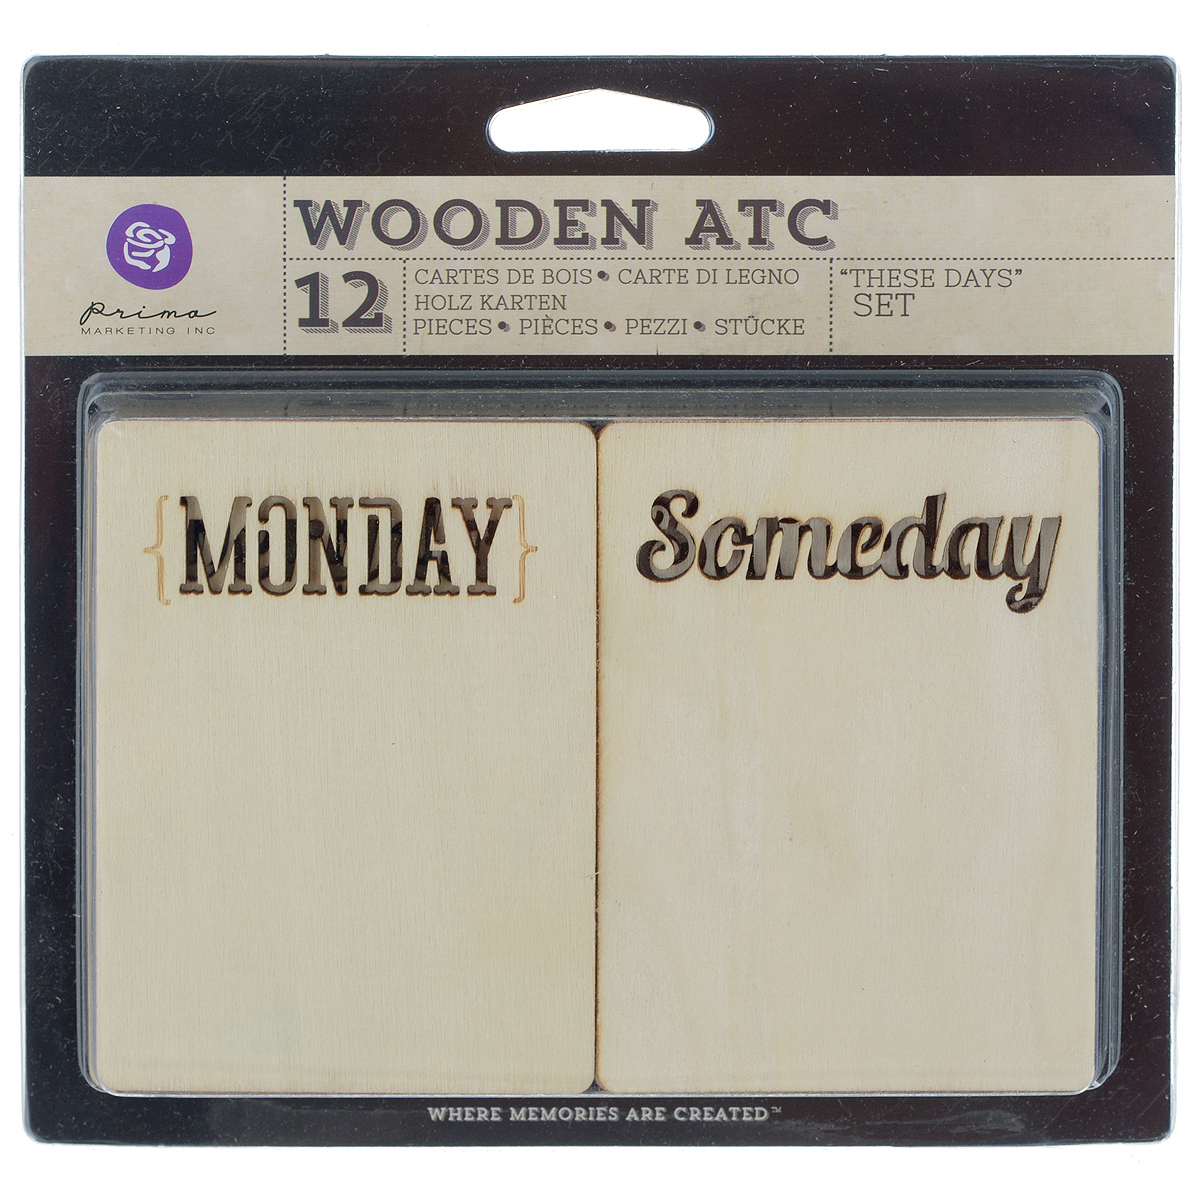 WOODEN ATC
Prima
MARKETING INC
12
CARTES DE BOIS • CARTE DI LEGNO
HOLZ KARTEN
PIECES • PIÈCES • PEZZI • STÜCKE
"THESE DAYS"
SET
{MONDAY}
Someday
WHERE MEMORIES ARE CREATED™